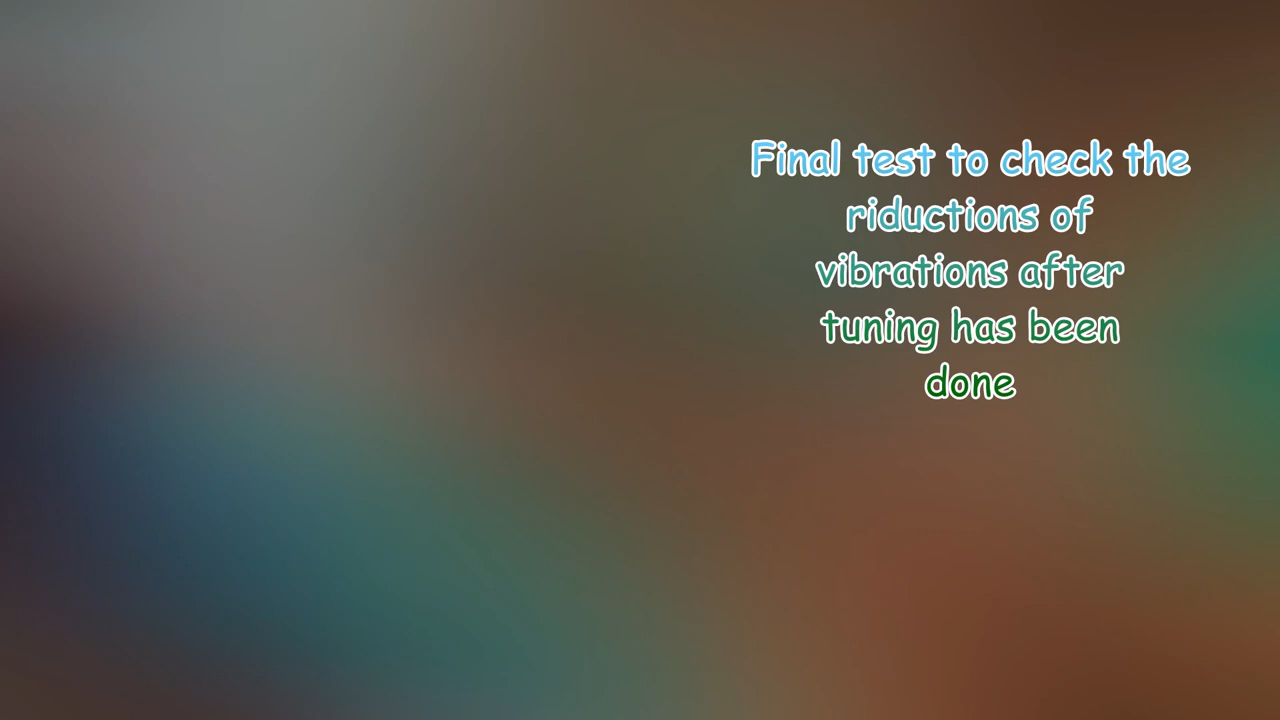 Final test to check the
riductions of
vibrations after
tuning has been
done